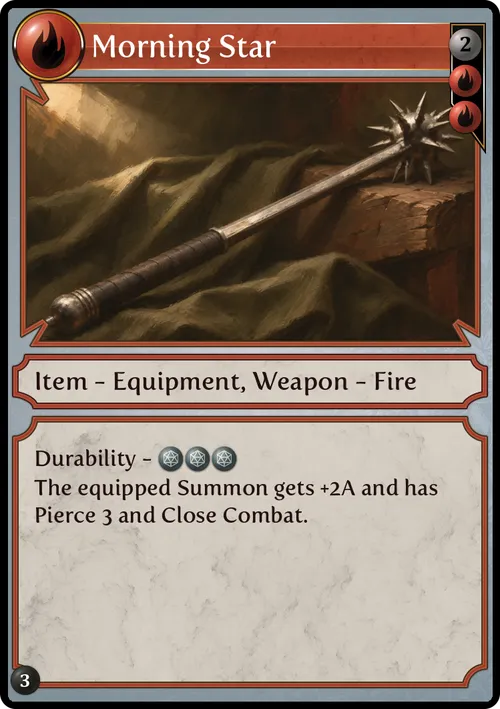 Morning Star
2
Item - Equipment, Weapon - Fire
Durability -
The equipped Summon gets +2A and has
Pierce 3 and Close Combat.
3